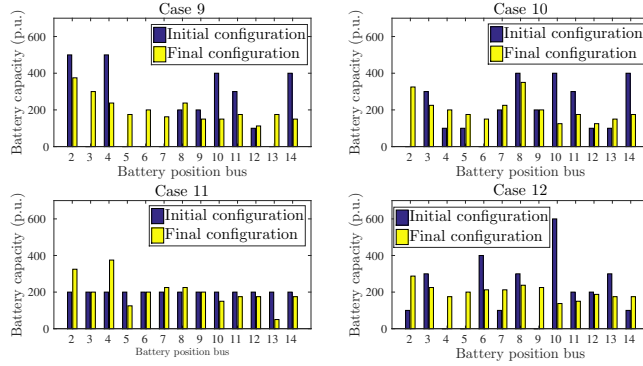 Case 9
Battery capacity (p.u.)
600
400
200
0
Initial configuration
Final configuration
2 3 4 5 6 7 8 9 10 11 12 13 14
Battery position bus
Case 10
Battery capacity (p.u.)
600
400
200
0
Initial configuration
Final configuration
2 3 4 5 6 7 8 9 10 11 12 13 14
Battery position bus
Case 11
Battery capacity (p.u.)
600
400
200
0
Initial configuration
Final configuration
2 3 4 5 6 7 8 9 10 11 12 13 14
Battery position bus
Case 12
Battery capacity (p.u.)
600
400
200
0
Initial configuration
Final configuration
2 3 4 5 6 7 8 9 10 11 12 13 14
Battery position bus